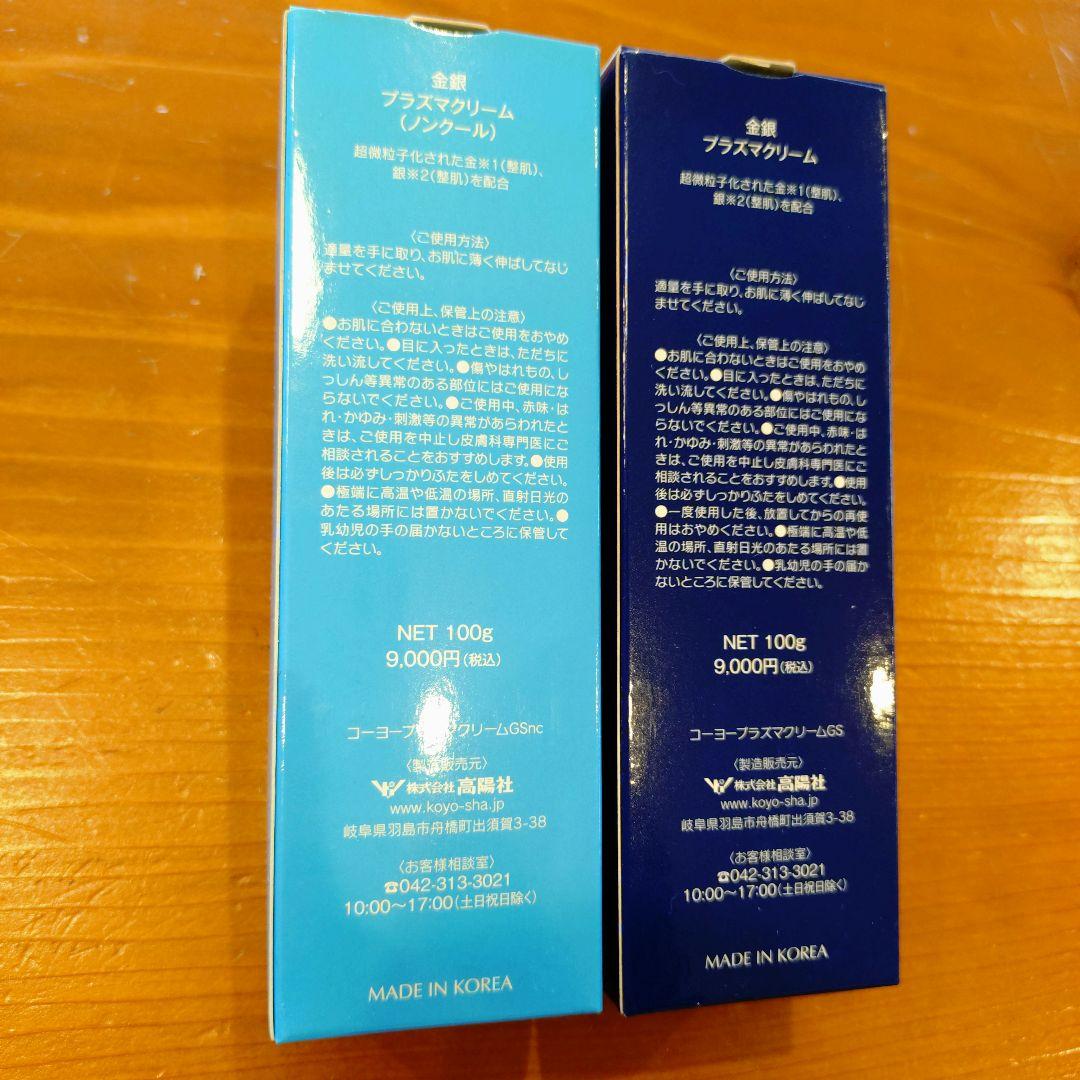 金銀
プラズマクリーム
(ノンクール)
超微粒子化された金※1(整肌)、
銀※2(整肌)を配合
〈ご使用方法〉
適量を手に取り、お肌に薄く伸ばしてなじ
ませてください。
〈ご使用上、保管上の注意〉
●お肌に合わないときはご使用をおやめ
ください。●目に入ったときは、ただちに
洗い流してください。●傷やはれもの、し
っしん等異常のある部位にはご使用にな
らないでください。●ご使用中、赤味・は
れ・かゆみ・刺激等の異常があらわれたと
きは、ご使用を中止し皮膚科専門医にご
相談されることをおすすめします。●使用
後は必ずしっかりふたをしめてください。
●極端に高温や低温の場所、直射日光の
あたる場所には置かないでください。●
乳幼児の手の届かないところに保管して
ください。
NET 100g
9,000円(税込)
コーヨープラズマクリームGSnc
〈製造販売元〉
株式会社高陽社
www.koyo-sha.jp
岐阜県羽島市舟橋町出須賀3-38
〈お客様相談室〉
☎042-313-3021
10:00〜17:00(土日祝日除く)
MADE IN KOREA
金銀
プラズマクリーム
超微粒子化された金※1(整肌)、
銀※2(整肌)を配合
〈ご使用方法〉
適量を手に取り、お肌に薄く伸ばしてなじ
ませてください。
〈ご使用上、保管上の注意〉
●お肌に合わないときはご使用をおやめ
ください。●目に入ったときは、ただちに
洗い流してください。●傷やはれもの、し
っしん等異常のある部位にはご使用にな
らないでください。●ご使用中、赤味・は
れ・かゆみ・刺激等の異常があらわれたと
きは、ご使用を中止し皮膚科専門医にご
相談されることをおすすめします。●使用
後は必ずしっかりふたをしめてください。
●一度使用した後、放置してからの再使
用はおやめください。●極端に高温や低
温の場所、直射日光のあたる場所には置
かないでください。●乳幼児の手の届か
ないところに保管してください。
NET 100g
9,000円(税込)
コーヨープラズマクリームGS
〈製造販売元〉
株式会社高陽社
www.koyo-sha.jp
岐阜県羽島市舟橋町出須賀3-38
〈お客様相談室〉
☎042-313-3021
10:00〜17:00(土日祝日除く)
MADE IN KOREA